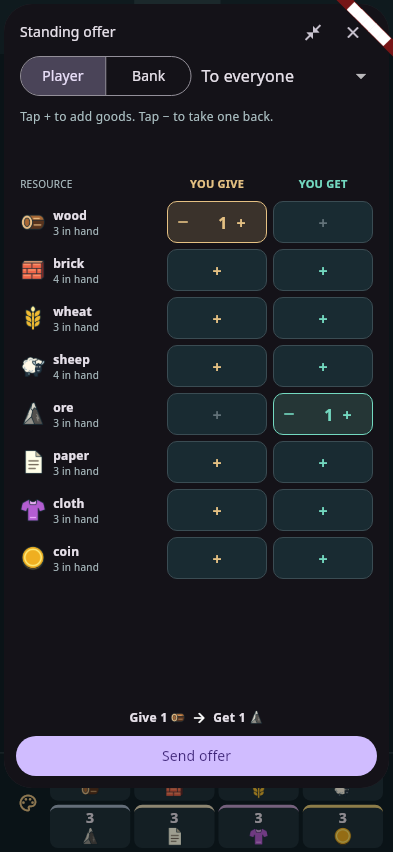 Standing offer
Player Bank To everyone
Tap + to add goods. Tap − to take one back.
RESOURCE YOU GIVE YOU GET
wood
3 in hand
− 1 + +
brick
4 in hand
+ +
wheat
3 in hand
+ +
sheep
4 in hand
+ +
ore
3 in hand
+ − 1 +
paper
3 in hand
+ +
cloth
3 in hand
+ +
coin
3 in hand
+ +
Give 1 → Get 1
Send offer
3 3 3 3